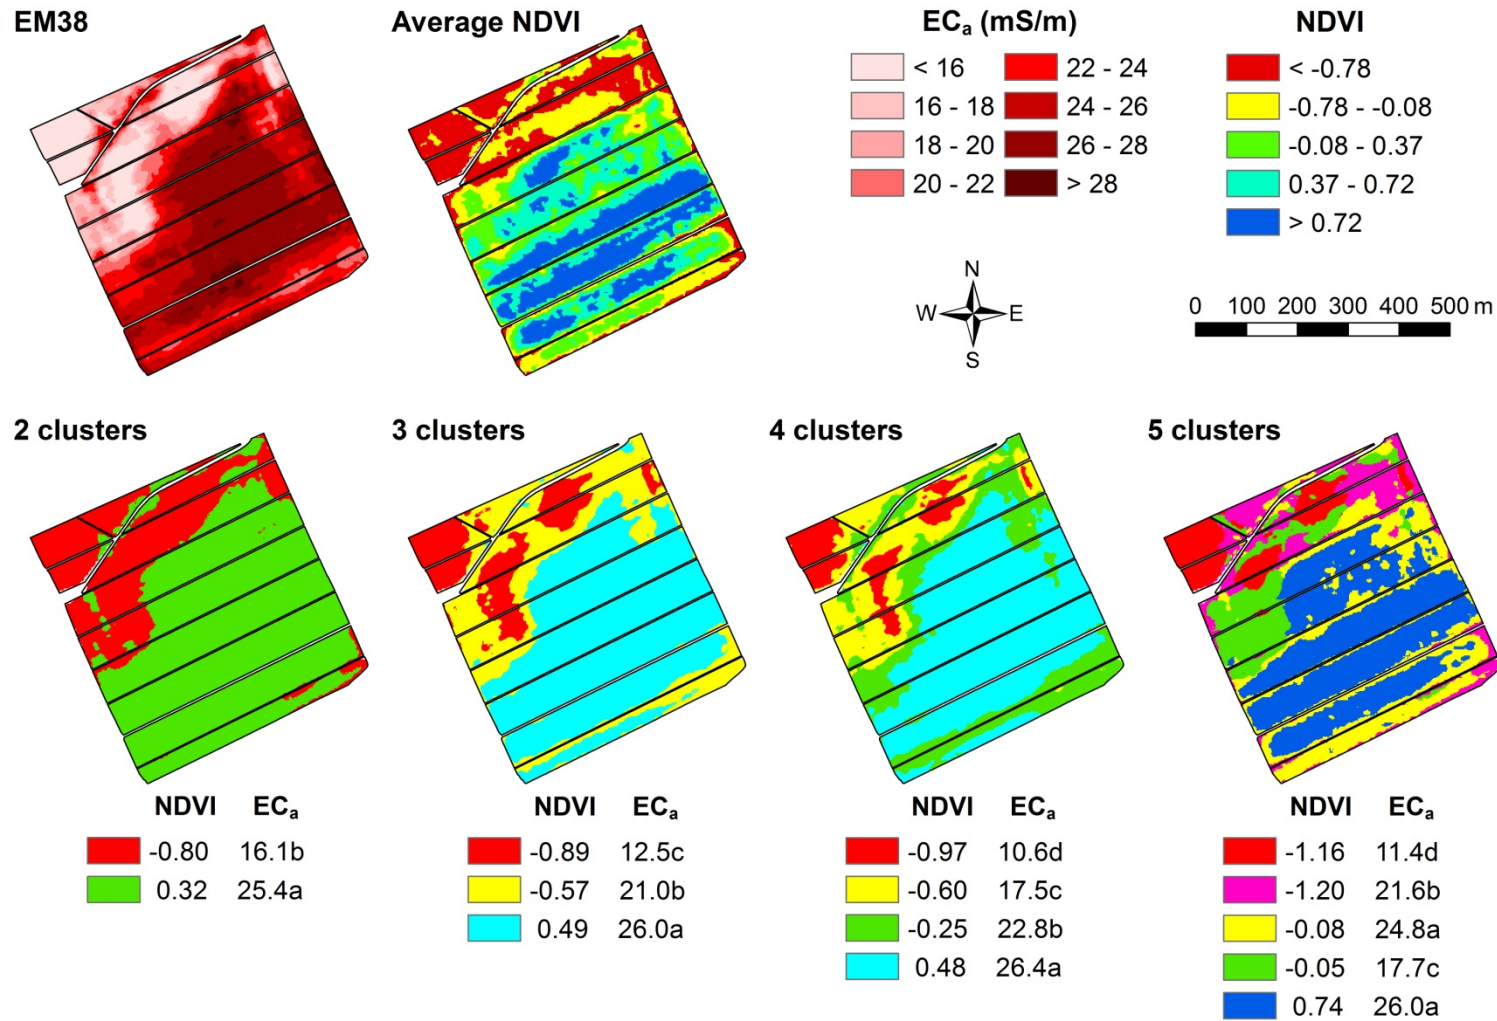 EM38
Average NDVI
ECa (mS/m)
< 16
16 - 18
18 - 20
20 - 22
22 - 24
24 - 26
26 - 28
> 28
NDVI
< -0.78
-0.78 - -0.08
-0.08 - 0.37
0.37 - 0.72
> 0.72
N
W E
S
0 100 200 300 400 500 m
2 clusters
3 clusters
4 clusters
5 clusters
NDVI ECa
-0.80 16.1b
0.32 25.4a
NDVI ECa
-0.89 12.5c
-0.57 21.0b
0.49 26.0a
NDVI ECa
-0.97 10.6d
-0.60 17.5c
-0.25 22.8b
0.48 26.4a
NDVI ECa
-1.16 11.4d
-1.20 21.6b
-0.08 24.8a
-0.05 17.7c
0.74 26.0a